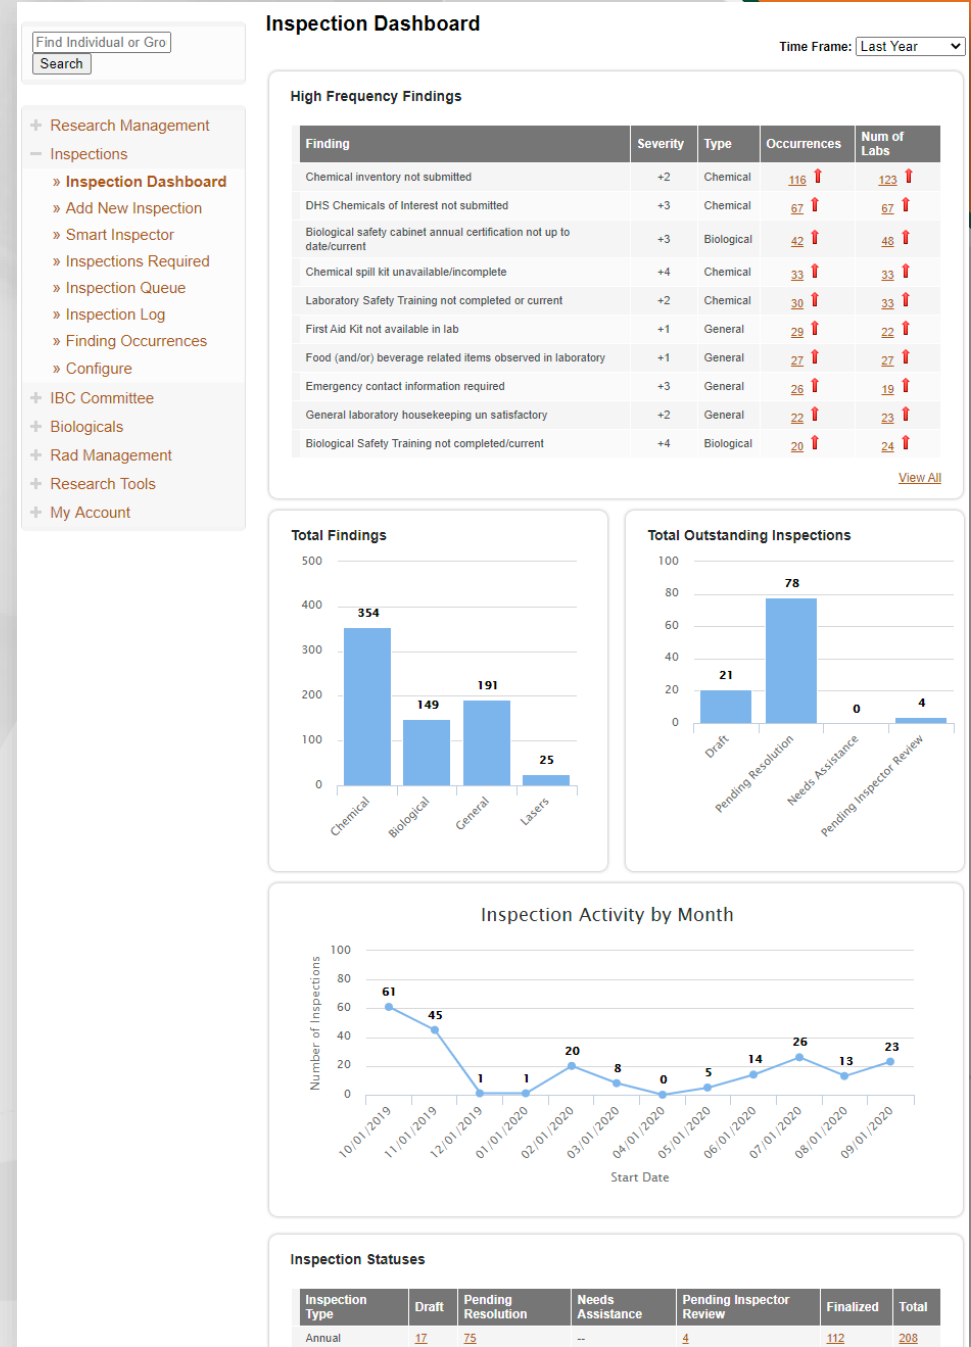 Inspection Dashboard
Find Individual or Gro
Search
Time Frame: Last Year
Research Management
Inspections
» Inspection Dashboard
» Add New Inspection
» Smart Inspector
» Inspections Required
» Inspection Queue
» Inspection Log
» Finding Occurrences
» Configure
IBC Committee
Biologicals
Rad Management
Research Tools
My Account
High Frequency Findings
Finding Severity Type Occurrences Num of Labs
Chemical inventory not submitted +2 Chemical 116 123
DHS Chemicals of Interest not submitted +3 Chemical 67 67
Biological safety cabinet annual certification not up to
date/current +3 Biological 42 48
Chemical spill kit unavailable/incomplete +4 Chemical 33 33
Laboratory Safety Training not completed or current +2 Chemical 30 33
First Aid Kit not available in lab +1 General 29 22
Food (and/or) beverage related items observed in laboratory +1 General 27 27
Emergency contact information required +3 General 26 19
General laboratory housekeeping un satisfactory +2 General 22 23
Biological Safety Training not completed/current +4 Biological 20 24
View All
Total Findings
500
400
300
200
100
0
354
149
191
25
Chemical
Biological
General
Lasers
Total Outstanding Inspections
100
80
60
40
20
0
21
78
0
4
Draft
Pending Resolution
Needs Assistance
Pending Inspector Review
Inspection Activity by Month
Number of Inspections
100
80
60
40
20
0
61
45
1
1
20
8
0
5
14
26
13
23
10/01/2019
11/01/2019
12/01/2019
01/01/2020
02/01/2020
03/01/2020
04/01/2020
05/01/2020
06/01/2020
07/01/2020
08/01/2020
09/01/2020
Start Date
Inspection Statuses
Inspection Type Draft Pending Resolution Needs Assistance Pending Inspector Review Finalized Total
Annual 17 75 -- 4 112 208